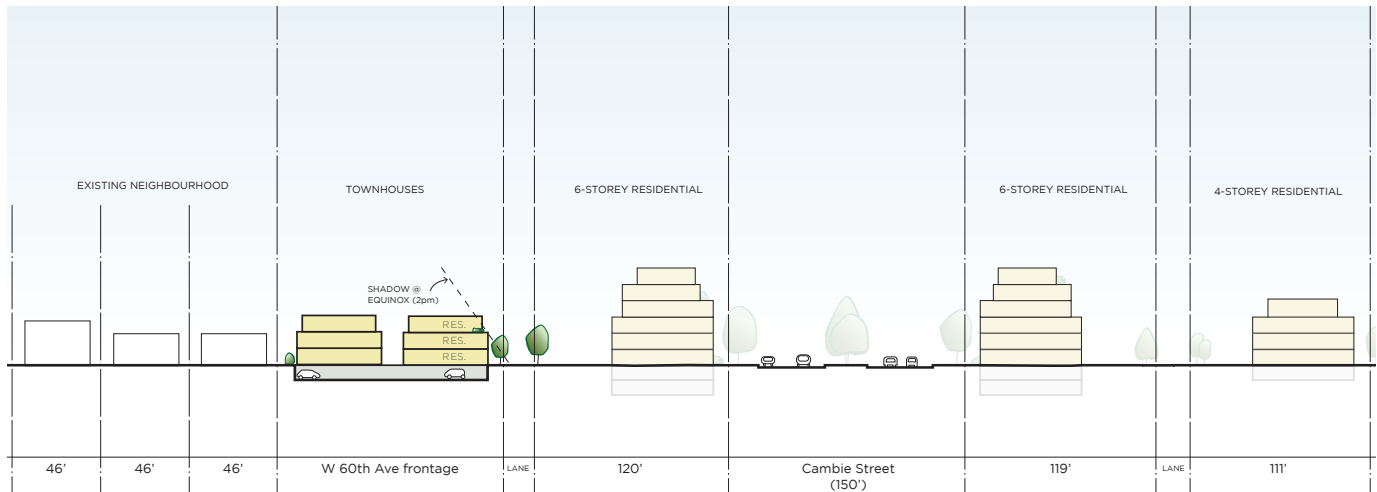 EXISTING NEIGHBOURHOOD
TOWNHOUSES
6-STOREY RESIDENTIAL
6-STOREY RESIDENTIAL
4-STOREY RESIDENTIAL
SHADOW @
EQUINOX (2pm)
RES.
RES.
RES.
46'
46'
46'
W 60th Ave frontage
LANE
120'
Cambie Street
(150')
119'
LANE
111'